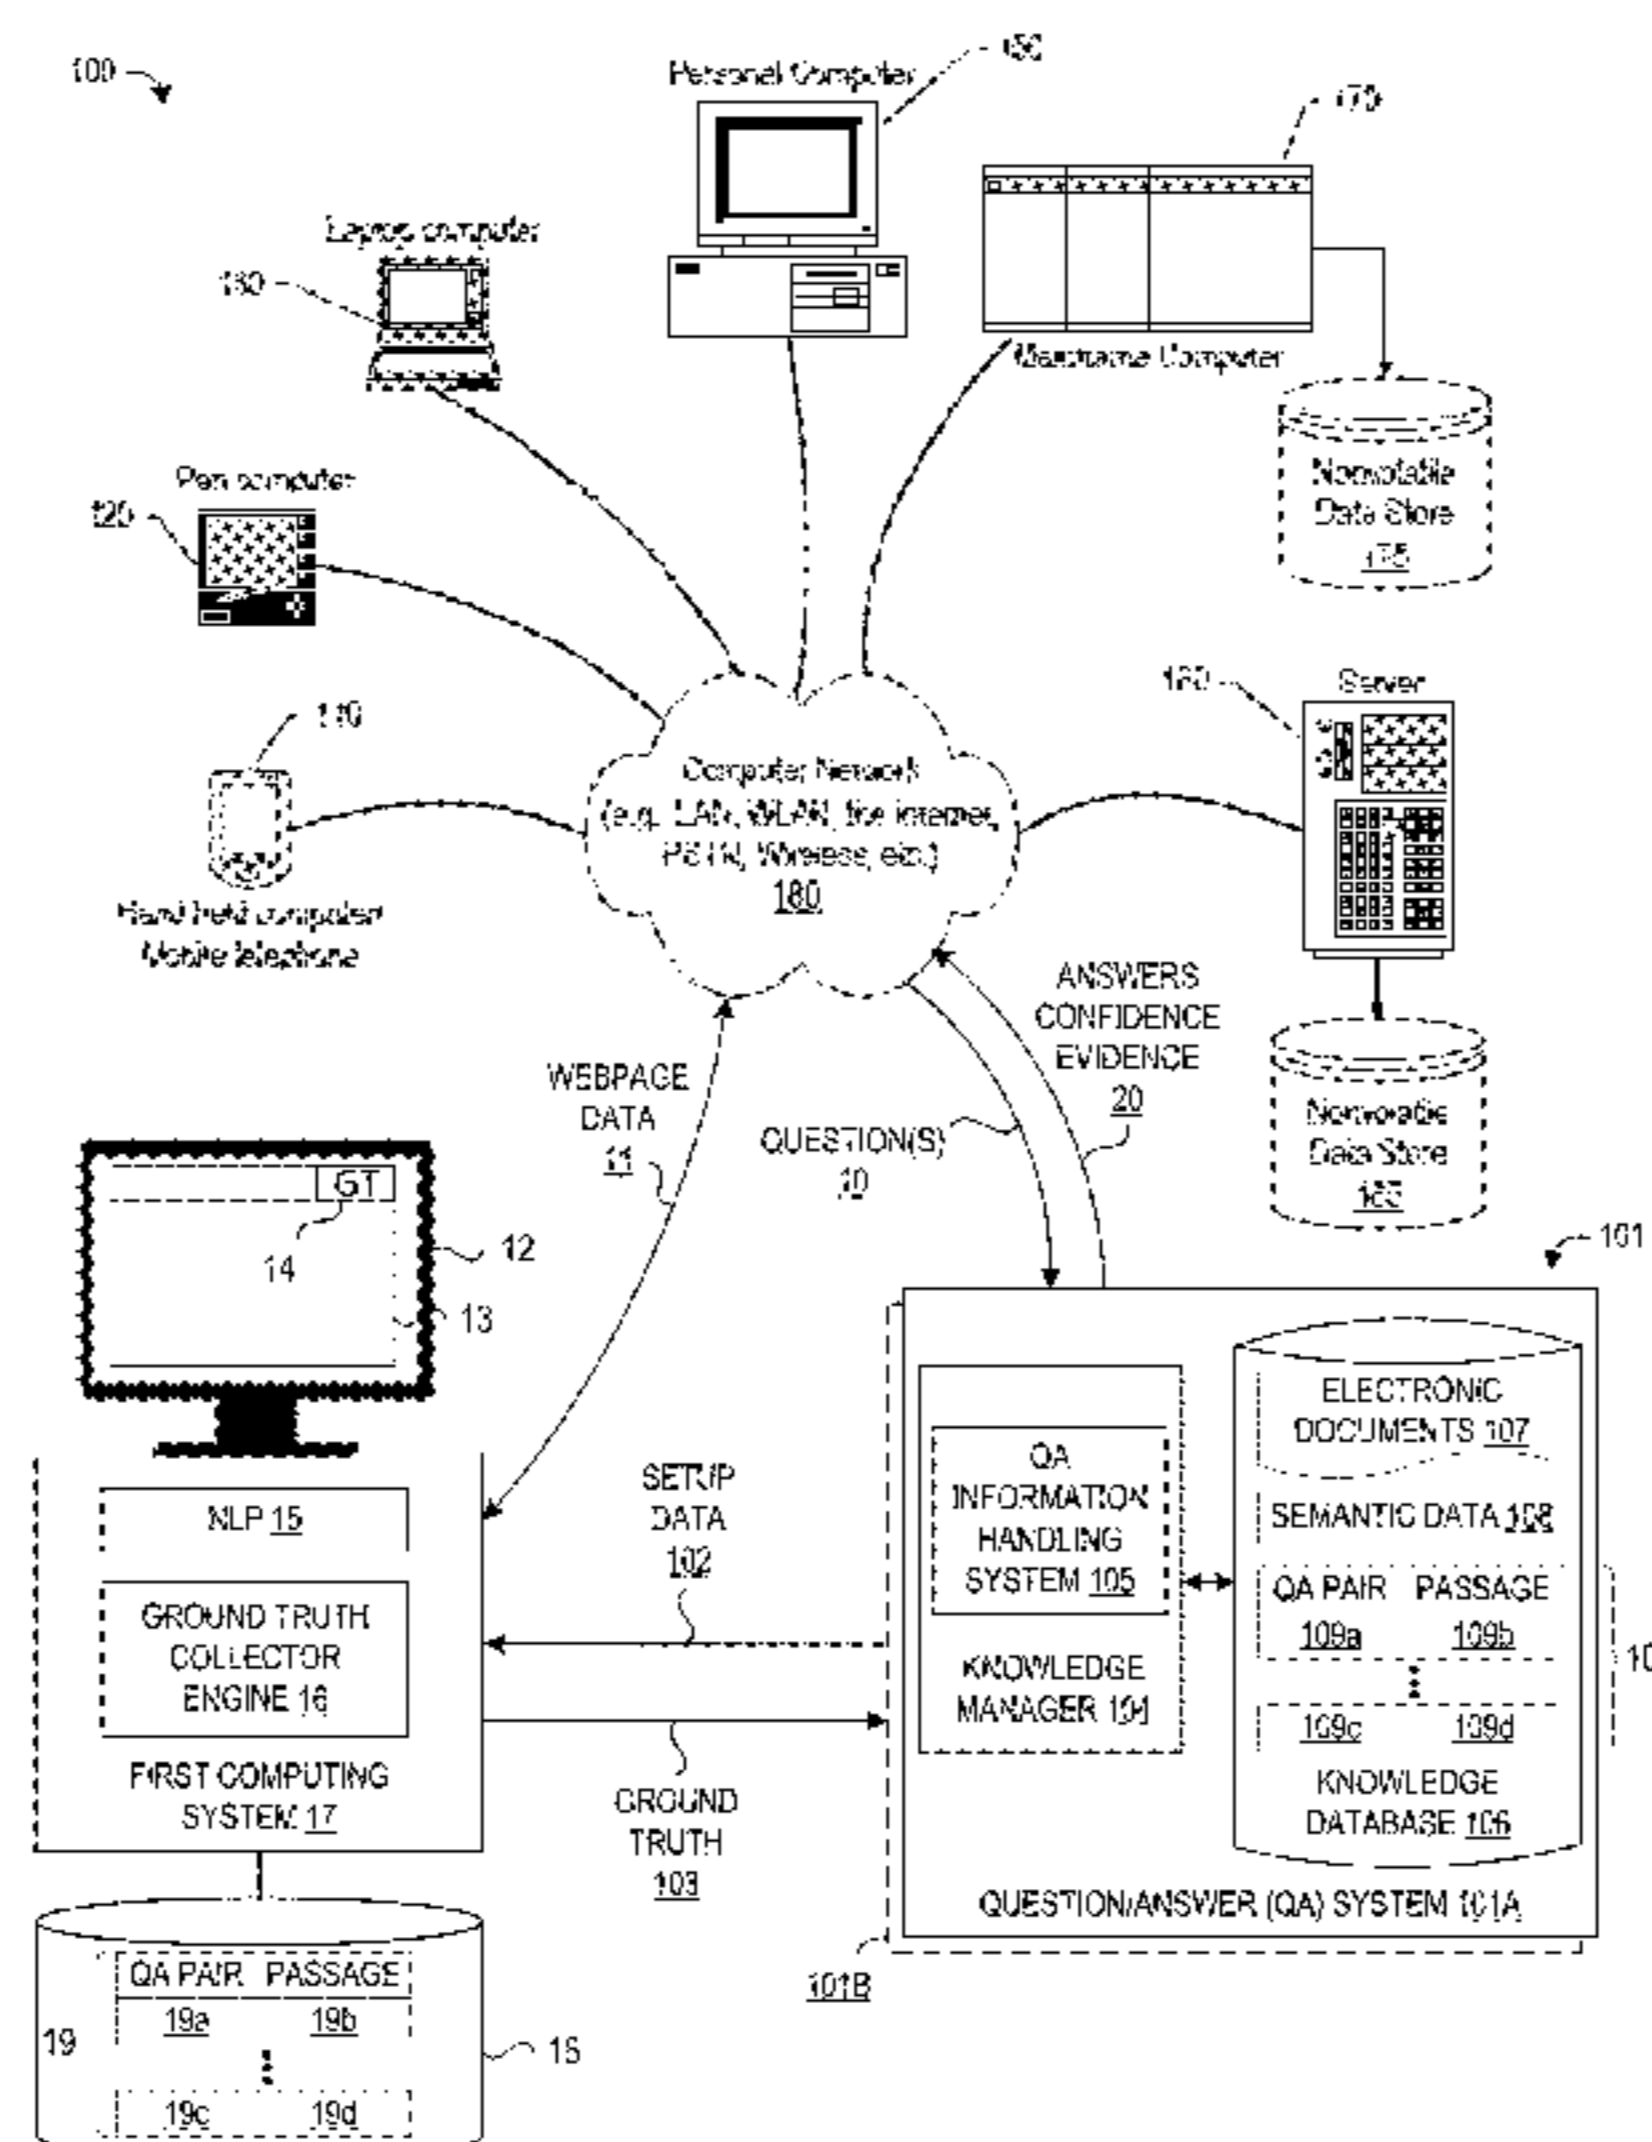 100
Personal Computer
150
170
Laptop computer
Mainframe Computer
Pen computer
120
Nonvolatile
Data Store
175
110
Server
Computer Network
(e.g. LAN, WLAN, the internet,
PSTN, Wireless, etc.)
180
Hand held computer/
Mobile telephone
ANSWERS
CONFIDENCE
EVIDENCE
20
WEBPAGE
DATA
11
QUESTION(S)
10
Nonvolatile
Data Store
GT
14
12
13
101
ELECTRONIC
DOCUMENTS 107
SEMANTIC DATA 108
QA PAIR PASSAGE
109a 109b
109c 109d
KNOWLEDGE
DATABASE 106
QA
INFORMATION
HANDLING
SYSTEM 105
KNOWLEDGE
MANAGER 104
QUESTION/ANSWER (QA) SYSTEM 101A
101B
SETUP
DATA
102
NLP 15
GROUND TRUTH
COLLECTOR
ENGINE 16
FIRST COMPUTING
SYSTEM 17
GROUND
TRUTH
103
QA PAIR PASSAGE
19a 19b
19
19c 19d